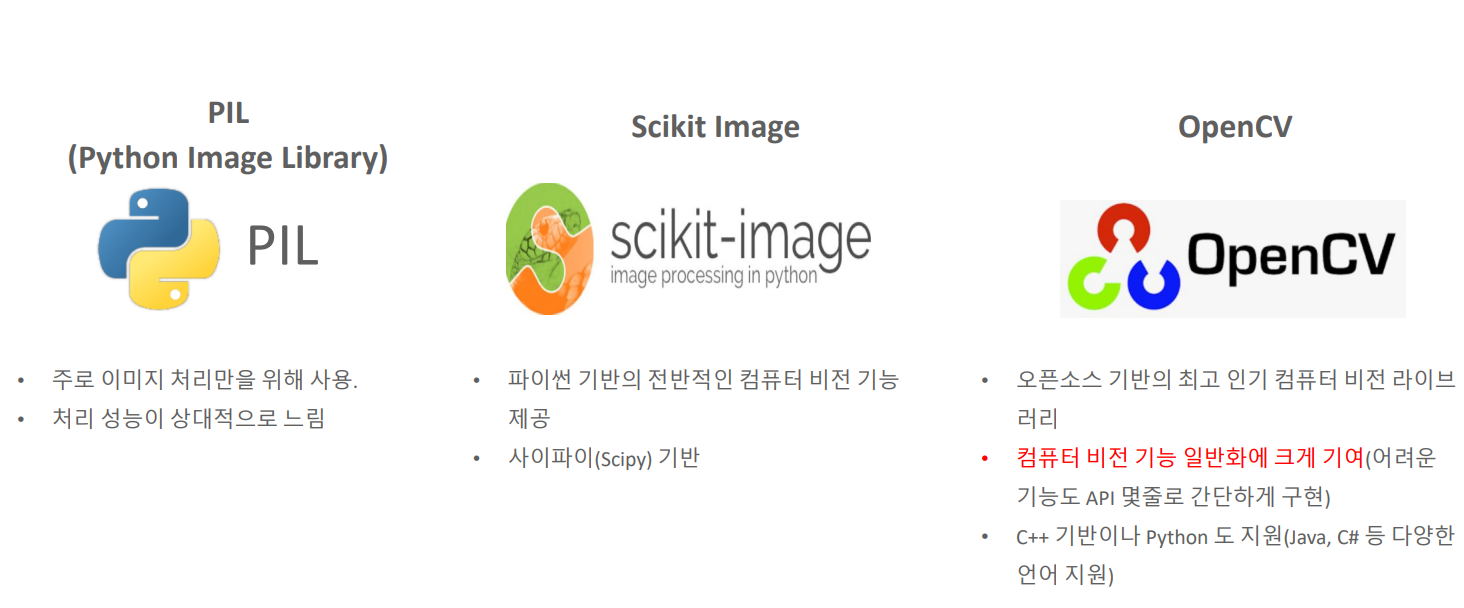 PIL
(Python Image Library)
PIL
• 주로 이미지 처리만을 위해 사용.
• 처리 성능이 상대적으로 느림
Scikit Image
scikit-image
image processing in python
• 파이썬 기반의 전반적인 컴퓨터 비전 기능
제공
• 사이파이(Scipy) 기반
OpenCV
OpenCV
• 오픈소스 기반의 최고 인기 컴퓨터 비전 라이브
러리
• 컴퓨터 비전 기능 일반화에 크게 기여(어려운
기능도 API 몇줄로 간단하게 구현)
• C++ 기반이나 Python 도 지원(Java, C# 등 다양한
언어 지원)